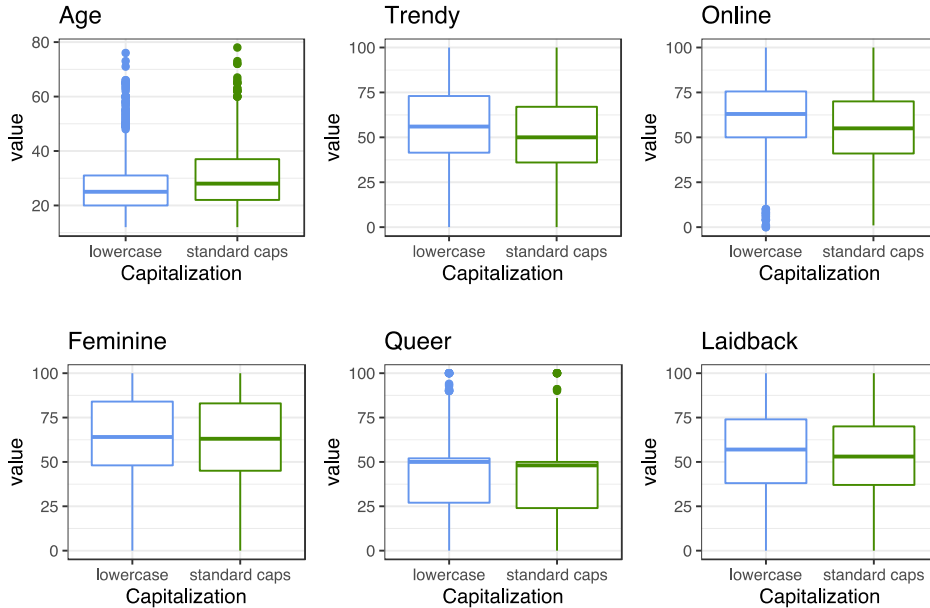 Age
Trendy
Online
80
60
40
20
value
lowercase standard caps
Capitalization
100
75
50
25
0
value
lowercase standard caps
Capitalization
100
75
50
25
0
value
lowercase standard caps
Capitalization
Feminine
Queer
Laidback
100
75
50
25
0
value
lowercase standard caps
Capitalization
100
75
50
25
0
value
lowercase standard caps
Capitalization
100
75
50
25
0
value
lowercase standard caps
Capitalization